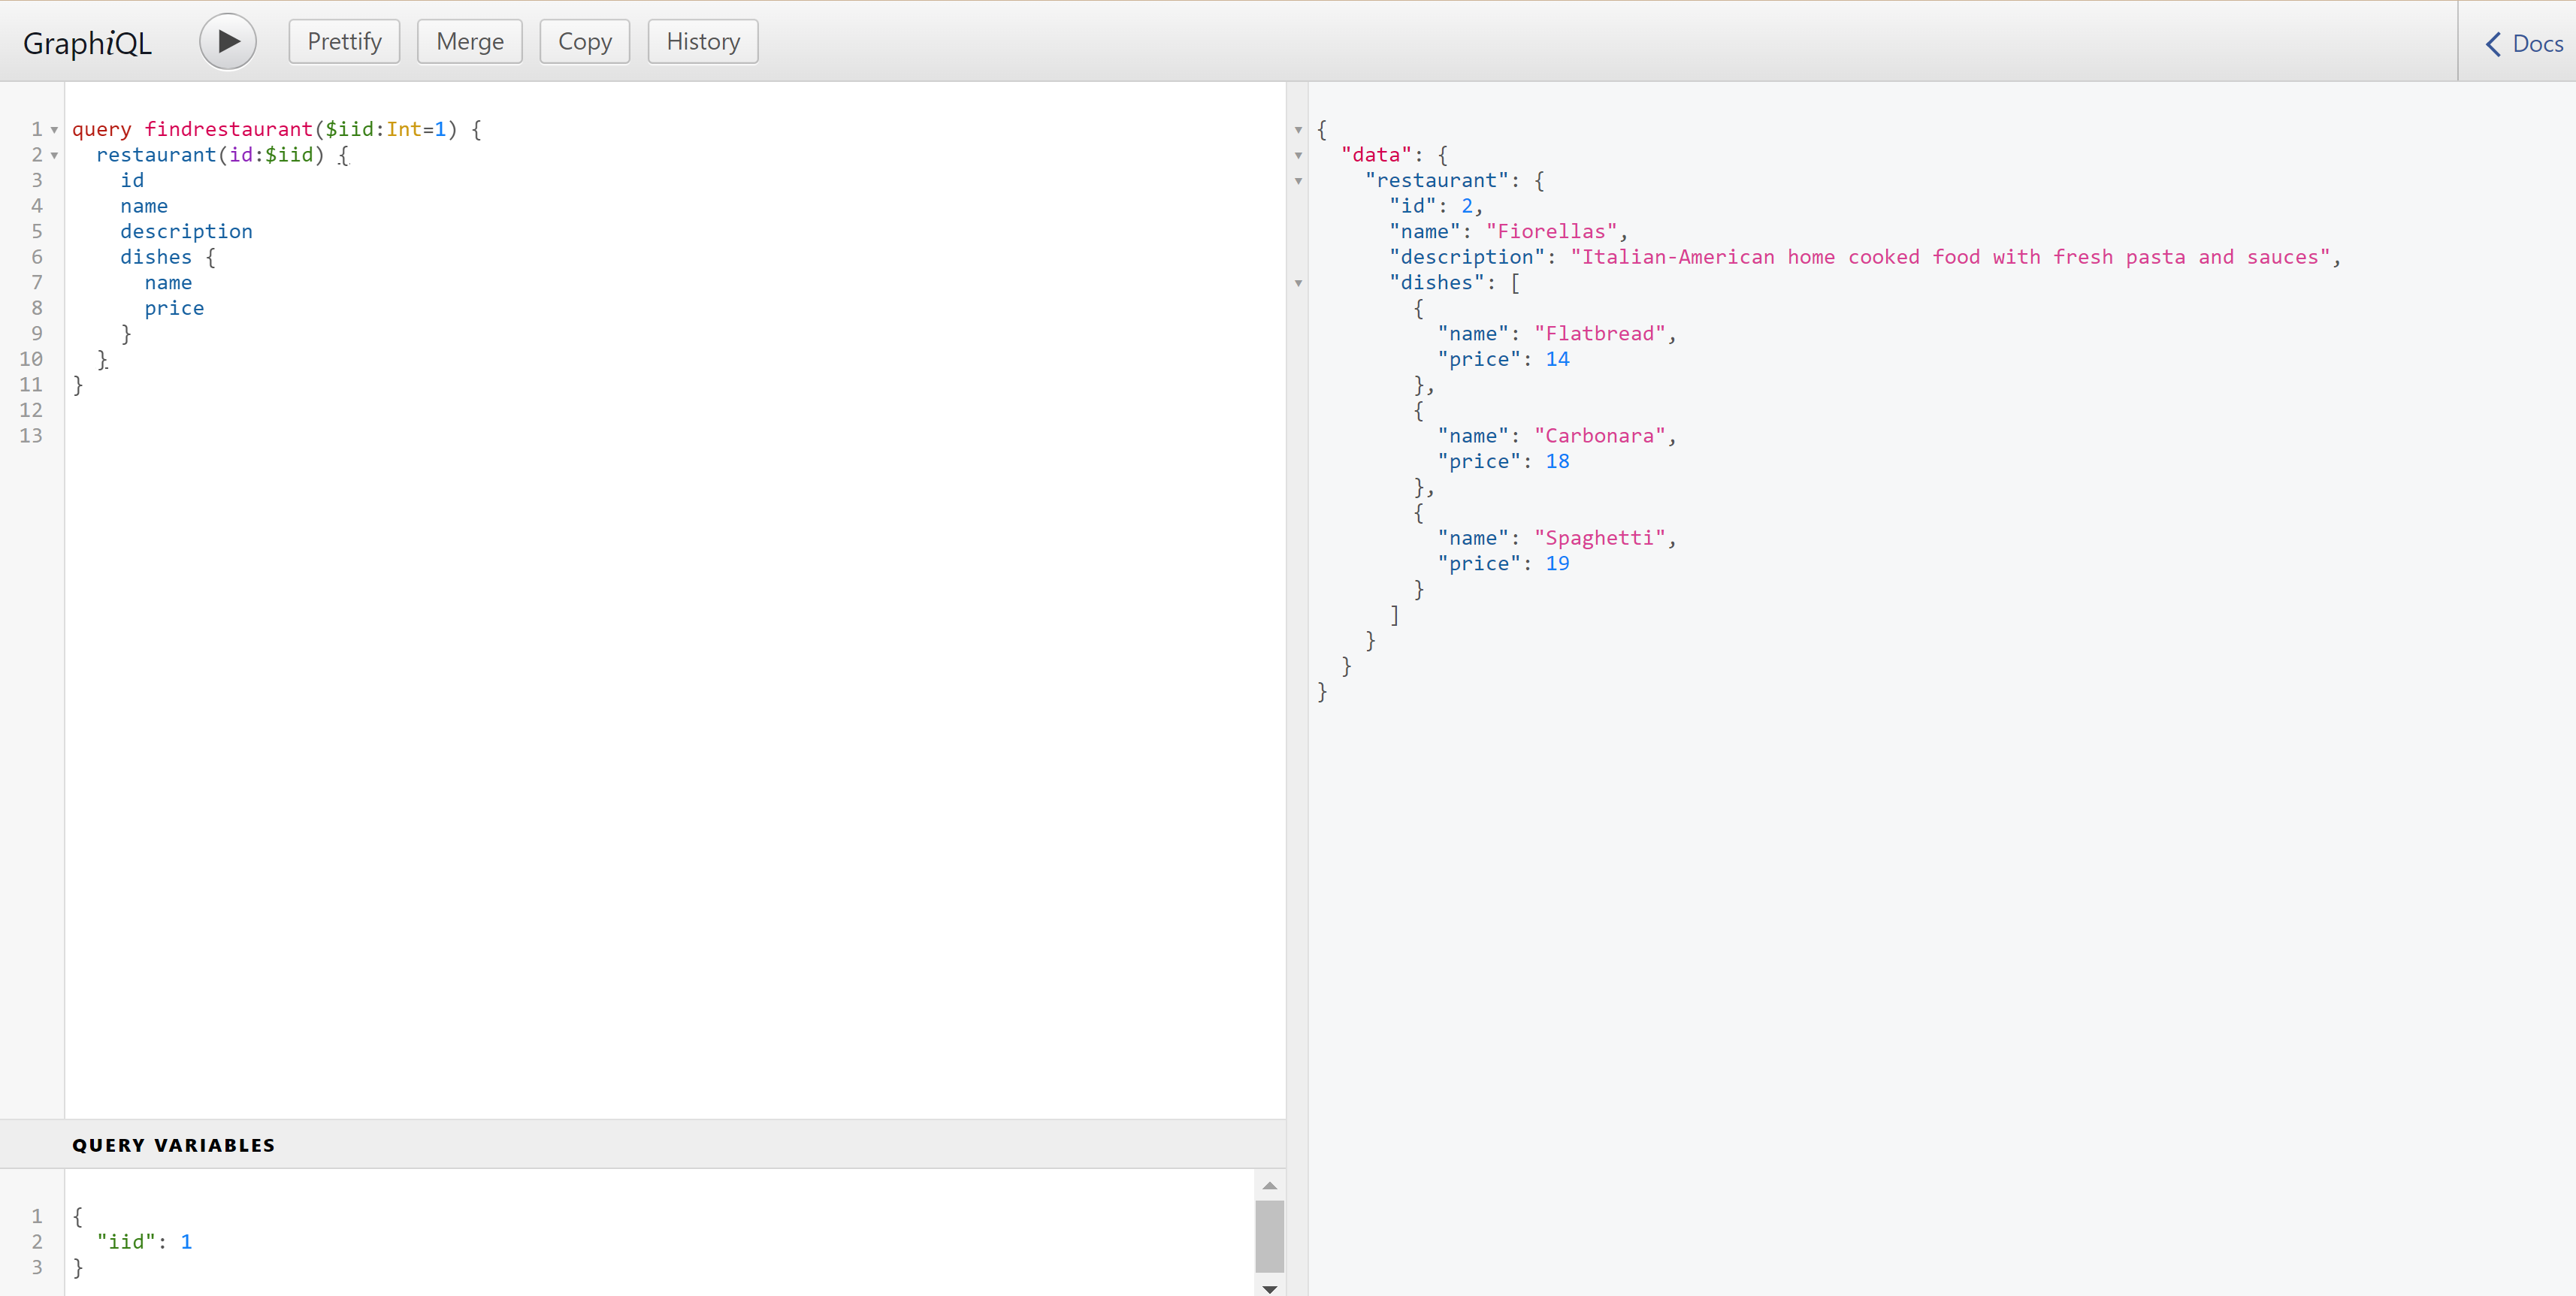 GraphiQL Prettify Merge Copy History Docs
1 query findrestaurant($iid:Int=1) {
2   restaurant(id:$iid) {
3     id
4     name
5     description
6     dishes {
7       name
8       price
9     }
10   }
11 }
12
13
QUERY VARIABLES
1 {
2   "iid": 1
3 }
{
  "data": {
    "restaurant": {
      "id": 2,
      "name": "Fiorellas",
      "description": "Italian-American home cooked food with fresh pasta and sauces",
      "dishes": [
        {
          "name": "Flatbread",
          "price": 14
        },
        {
          "name": "Carbonara",
          "price": 18
        },
        {
          "name": "Spaghetti",
          "price": 19
        }
      ]
    }
  }
}